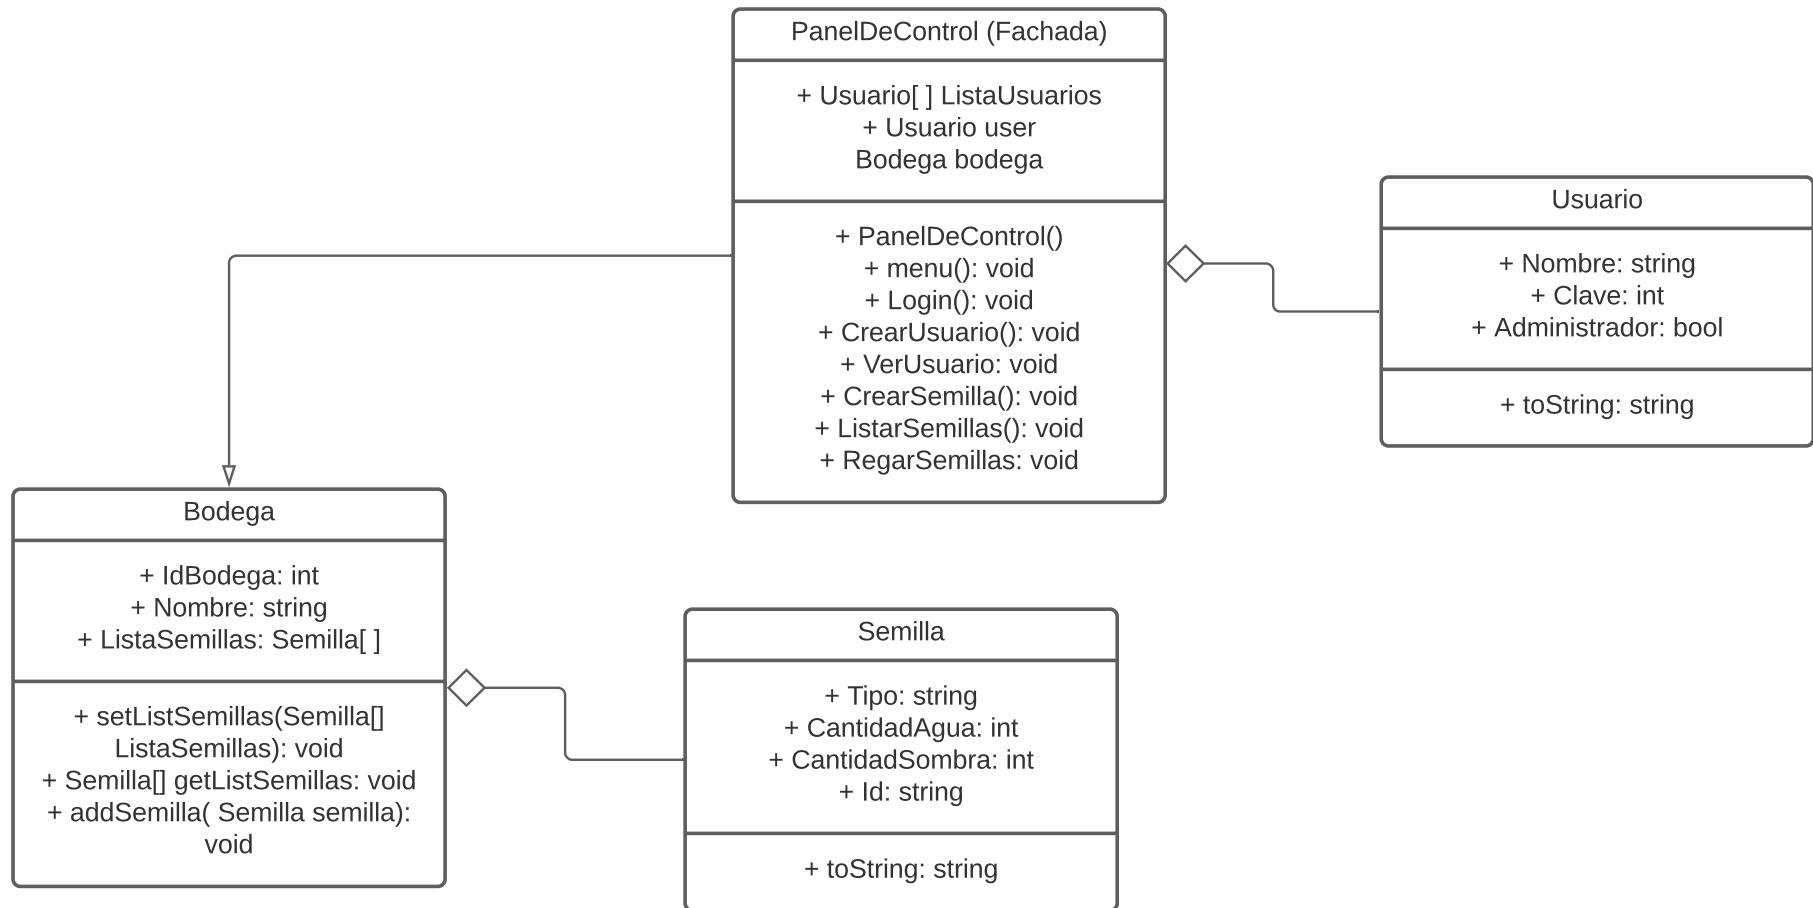 PanelDeControl (Fachada)
+ Usuario[ ] ListaUsuarios
+ Usuario user
Bodega bodega
+ PanelDeControl()
+ menu(): void
+ Login(): void
+ CrearUsuario(): void
+ VerUsuario: void
+ CrearSemilla(): void
+ ListarSemillas(): void
+ RegarSemillas: void
Usuario
+ Nombre: string
+ Clave: int
+ Administrador: bool
+ toString: string
Bodega
+ IdBodega: int
+ Nombre: string
+ ListaSemillas: Semilla[ ]
+ setListSemillas(Semilla[]
ListaSemillas): void
+ Semilla[] getListSemillas: void
+ addSemilla( Semilla semilla):
void
Semilla
+ Tipo: string
+ CantidadAgua: int
+ CantidadSombra: int
+ Id: string
+ toString: string